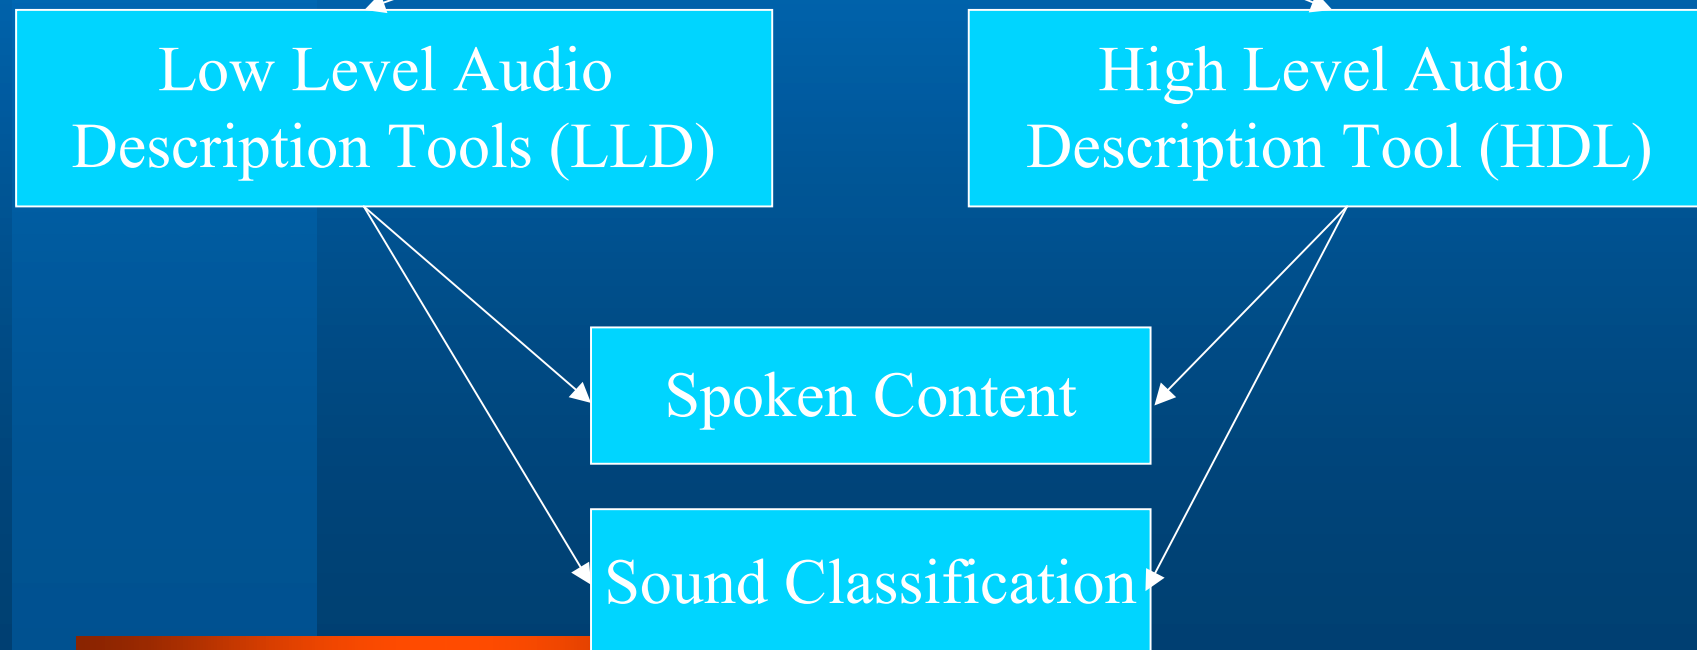 Low Level Audio
Description Tools (LLD)
High Level Audio
Description Tool (HDL)
Spoken Content
Sound Classification